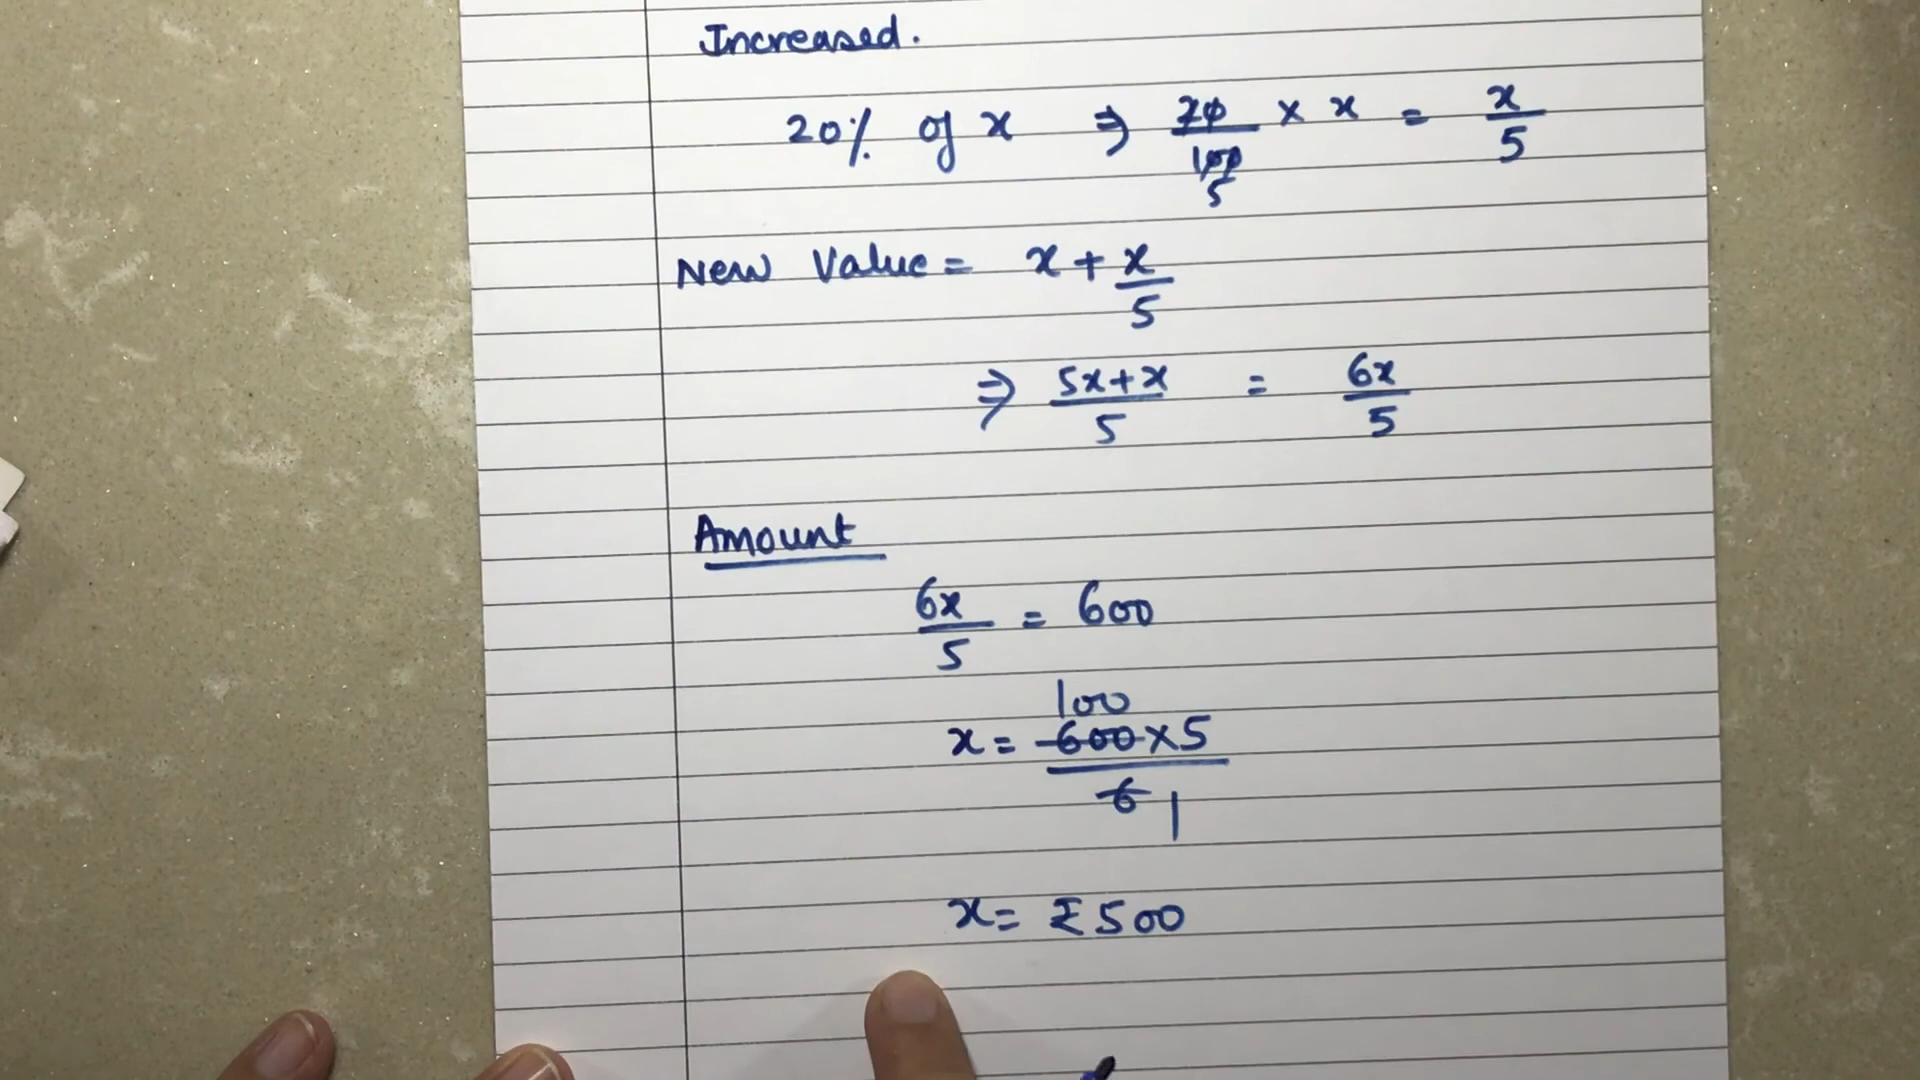 Increased.
20% of x ⇒ 20/100 × x = x/5
5
New Value = x + x/5
⇒ 5x+x/5 = 6x/5
Amount
6x/5 = 600
100
x = 600×5/6 1
x = ₹500